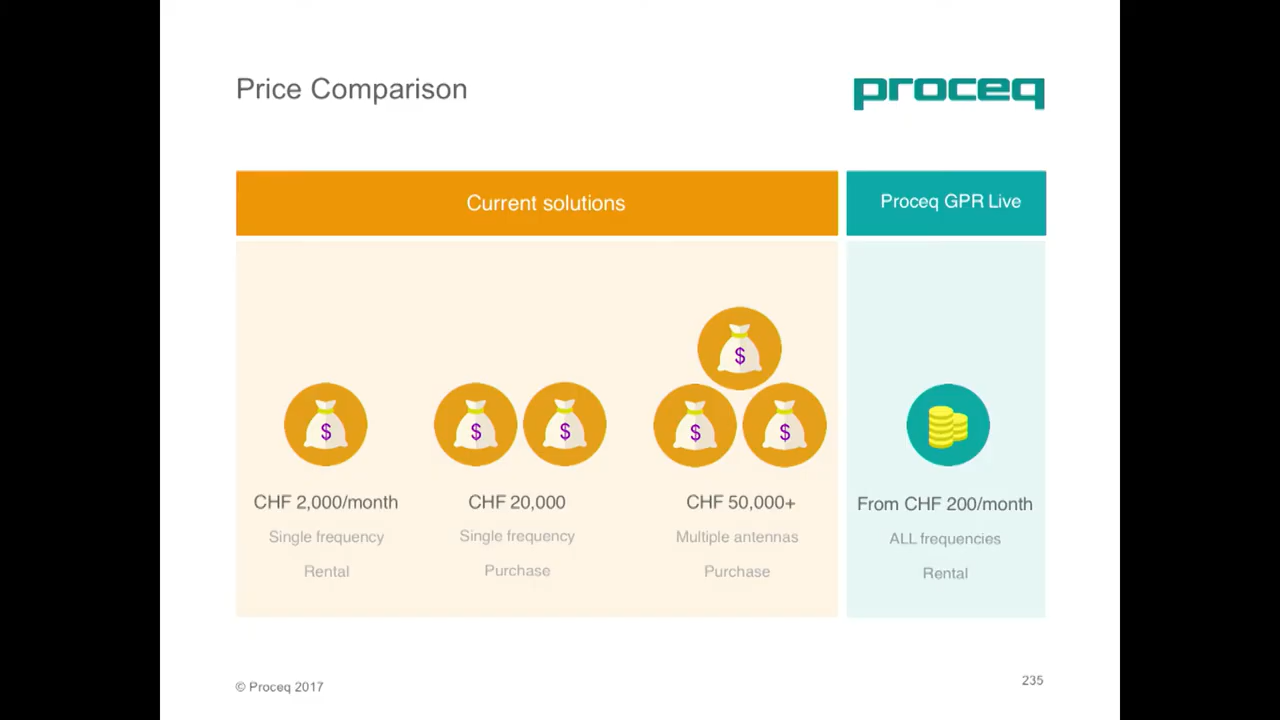 Price Comparison
proceq
Current solutions
Proceq GPR Live
$
$
$
$
$
$
CHF 2,000/month
Single frequency
Rental
CHF 20,000
Single frequency
Purchase
CHF 50,000+
Multiple antennas
Purchase
From CHF 200/month
ALL frequencies
Rental
© Proceq 2017
235